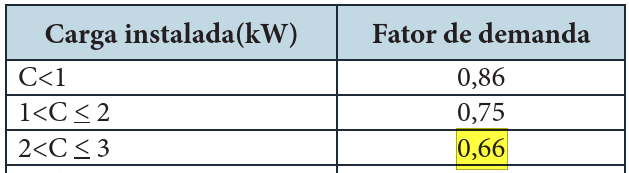 Carga instalada(kW) Fator de demanda
C<1 0,86
1<C ≤ 2 0,75
2<C ≤ 3 0,66